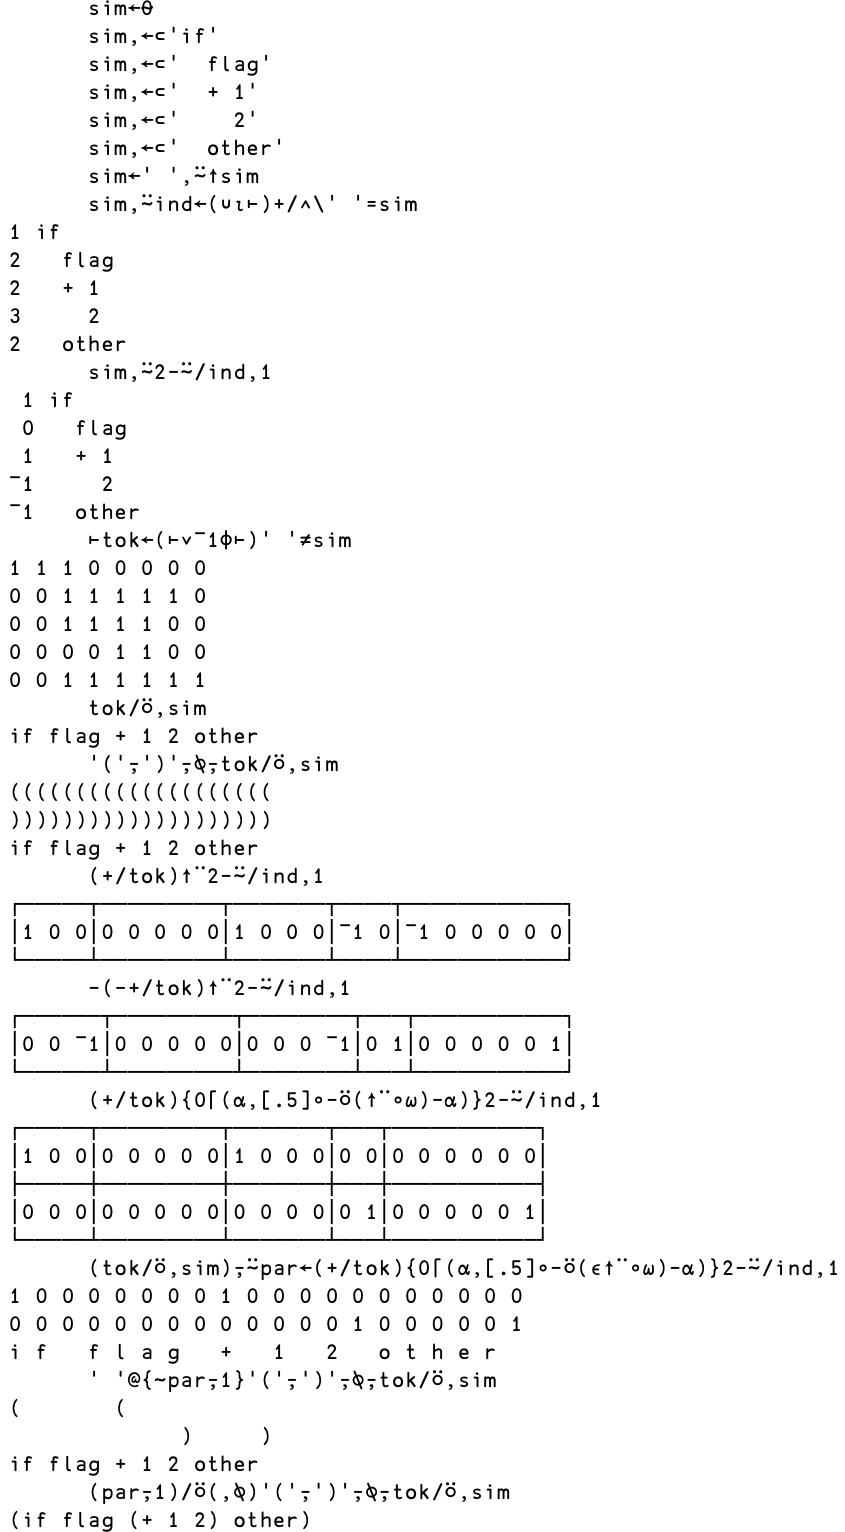 sim←⍬
      sim,←⊂'if'
      sim,←⊂'  flag'
      sim,←⊂'  + 1'
      sim,←⊂'    2'
      sim,←⊂'  other'
      sim←' ',⍨↑sim
      sim,⍨ind←(∪⍳⊢)+/∧\' '=sim
1 if
2   flag
2   + 1
3     2
2   other
      sim,⍨2-⍨/ind,1
 1 if
 0   flag
 1   + 1
¯1     2
¯1   other
      ⊢tok←(⊢∨¯1⌽⊢)' '≠sim
1 1 1 0 0 0 0 0
0 0 1 1 1 1 1 0
0 0 1 1 1 1 0 0
0 0 0 0 1 1 0 0
0 0 1 1 1 1 1 1
      tok/⍥,sim
if flag + 1 2 other
      '('⍪')'⍪⍉⍪tok/⍥,sim
((((((((((((((((((((
))))))))))))))))))))
if flag + 1 2 other
      (+/tok)↑¨2-⍨/ind,1
┌─────┬─────────┬───────┬────┬──────────────┐
│1 0 0│0 0 0 0 0│1 0 0 0│¯1 0│¯1 0 0 0 0 0│
└─────┴─────────┴───────┴────┴──────────────┘
      -(-+/tok)↑¨2-⍨/ind,1
┌──────┬─────────┬────────┬───┬───────────┐
│0 0 ¯1│0 0 0 0 0│0 0 0 ¯1│0 1│0 0 0 0 0 1│
└──────┴─────────┴────────┴───┴───────────┘
      (+/tok){0⌈(⍺,[.5]∘-⍥(↑¨∘⍵)-⍺)}2-⍨/ind,1
┌─────┬─────────┬───────┬───┬───────────┐
│1 0 0│0 0 0 0 0│1 0 0 0│0 0│0 0 0 0 0 0│
├─────┼─────────┼───────┼───┼───────────┤
│0 0 0│0 0 0 0 0│0 0 0 0│0 1│0 0 0 0 0 1│
└─────┴─────────┴───────┴───┴───────────┘
      (tok/⍥,sim)⍪⍨par←(+/tok){0⌈(⍺,[.5]∘-⍥(∊↑¨∘⍵)-⍺)}2-⍨/ind,1
1 0 0 0 0 0 0 0 1 0 0 0 0 0 0 0 0 0 0 0
0 0 0 0 0 0 0 0 0 0 0 0 0 1 0 0 0 0 0 1
i f   f l a g   +   1   2   o t h e r
      ' '@{~par⍪1}'('⍪')'⍪⍉⍪tok/⍥,sim
(       (
             )     )
if flag + 1 2 other
      (par⍪1)/⍥(,⍉)'('⍪')'⍪⍉⍪tok/⍥,sim
(if flag (+ 1 2) other)